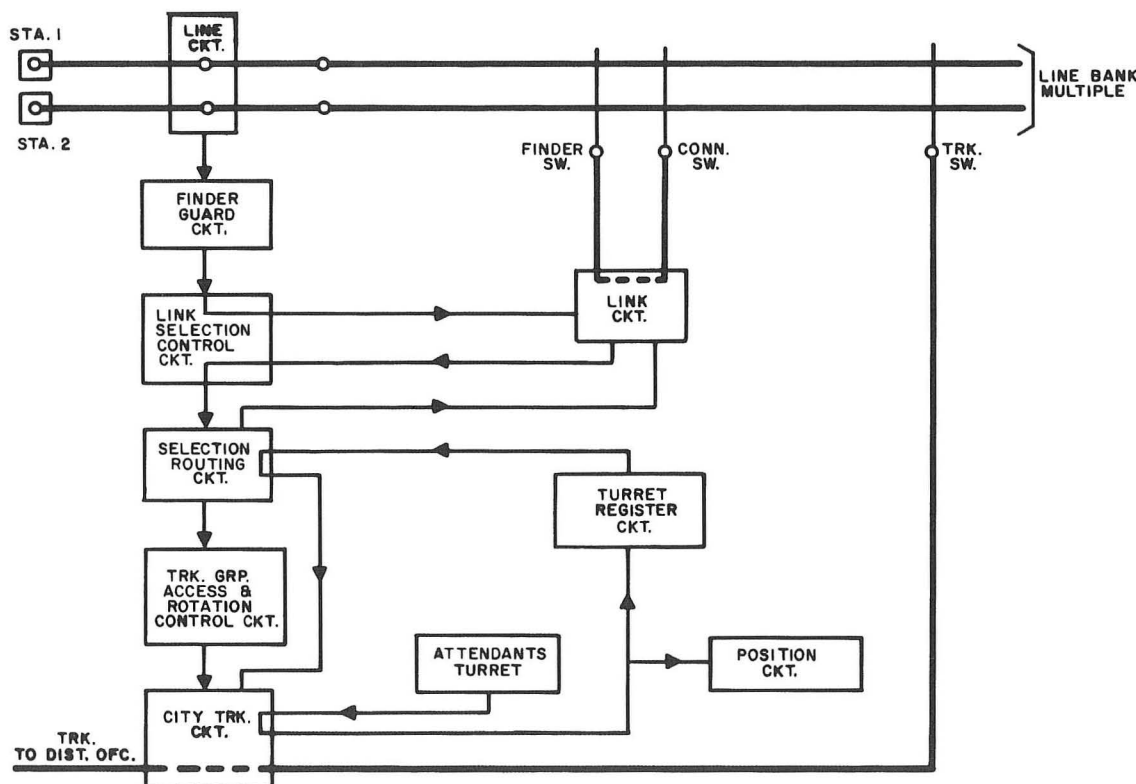 STA. 1
STA. 2
LINE
CKT.
LINE BANK
MULTIPLE
FINDER
SW.
CONN.
SW.
TRK.
SW.
FINDER
GUARD
CKT.
LINK
SELECTION
CONTROL
CKT.
LINK
CKT.
SELECTION
ROUTING
CKT.
TURRET
REGISTER
CKT.
TRK. GRP.
ACCESS &
ROTATION
CONTROL CKT.
ATTENDANTS
TURRET
POSITION
CKT.
CITY TRK.
CKT.
TRK.
TO DIST. OFC.